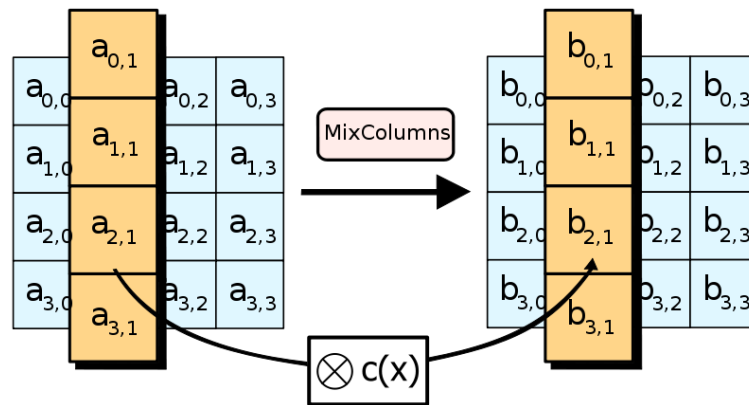 a0,1
a0,0 a0,2 a0,3
a1,1
a1,0 a1,2 a1,3
a2,1
a2,0 a2,2 a2,3
a3,1
a3,0 a3,2 a3,3
MixColumns
b0,1
b0,0 b0,2 b0,3
b1,1
b1,0 b1,2 b1,3
b2,1
b2,0 b2,2 b2,3
b3,1
b3,0 b3,2 b3,3
⊗ c(x)